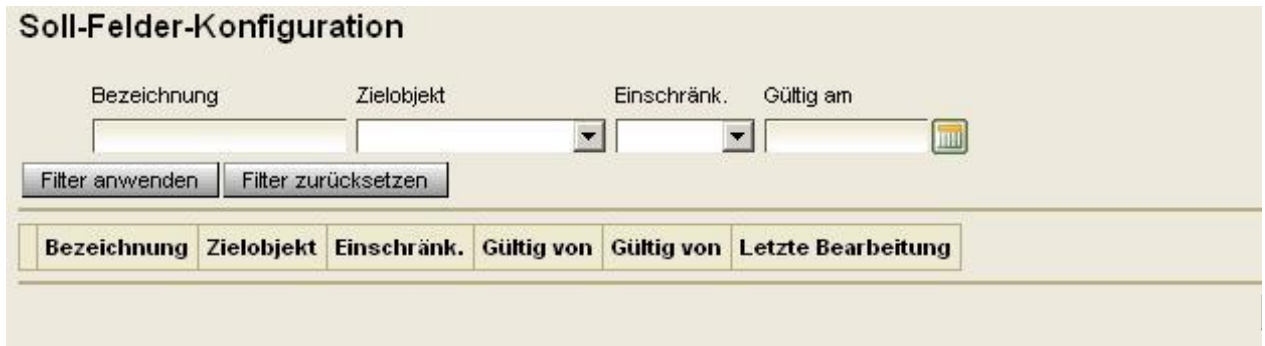 Soll-Felder-Konfiguration
Bezeichnung Zielobjekt Einschränk. Gültig am
Filter anwenden Filter zurücksetzen
Bezeichnung Zielobjekt Einschränk. Gültig von Gültig von Letzte Bearbeitung